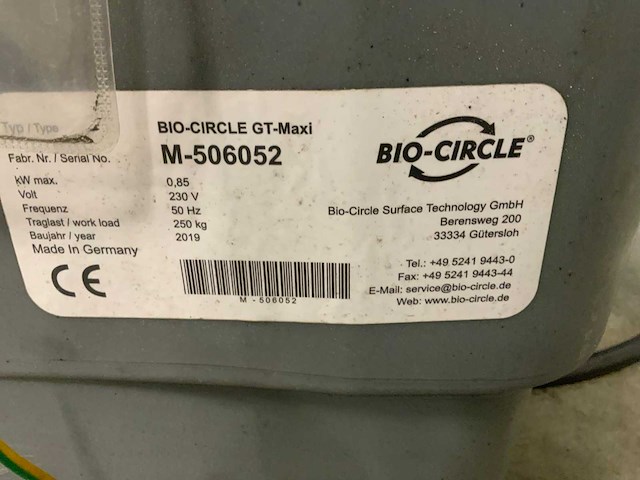 Typ / Type BIO-CIRCLE GT-Maxi
Fabr. Nr. / Serial No. M-506052
kW max. 0,85
Volt 230 V
Frequenz 50 Hz
Traglast / work load 250 kg
Baujahr / year 2019
Made In Germany
CE
M - 506052
BIO-CIRCLE®
Bio-Circle Surface Technology GmbH
Berensweg 200
33334 Gütersloh
Tel.: +49 5241 9443-0
Fax: +49 5241 9443-44
E-Mail: service@bio-circle.de
Web: www.bio-circle.de